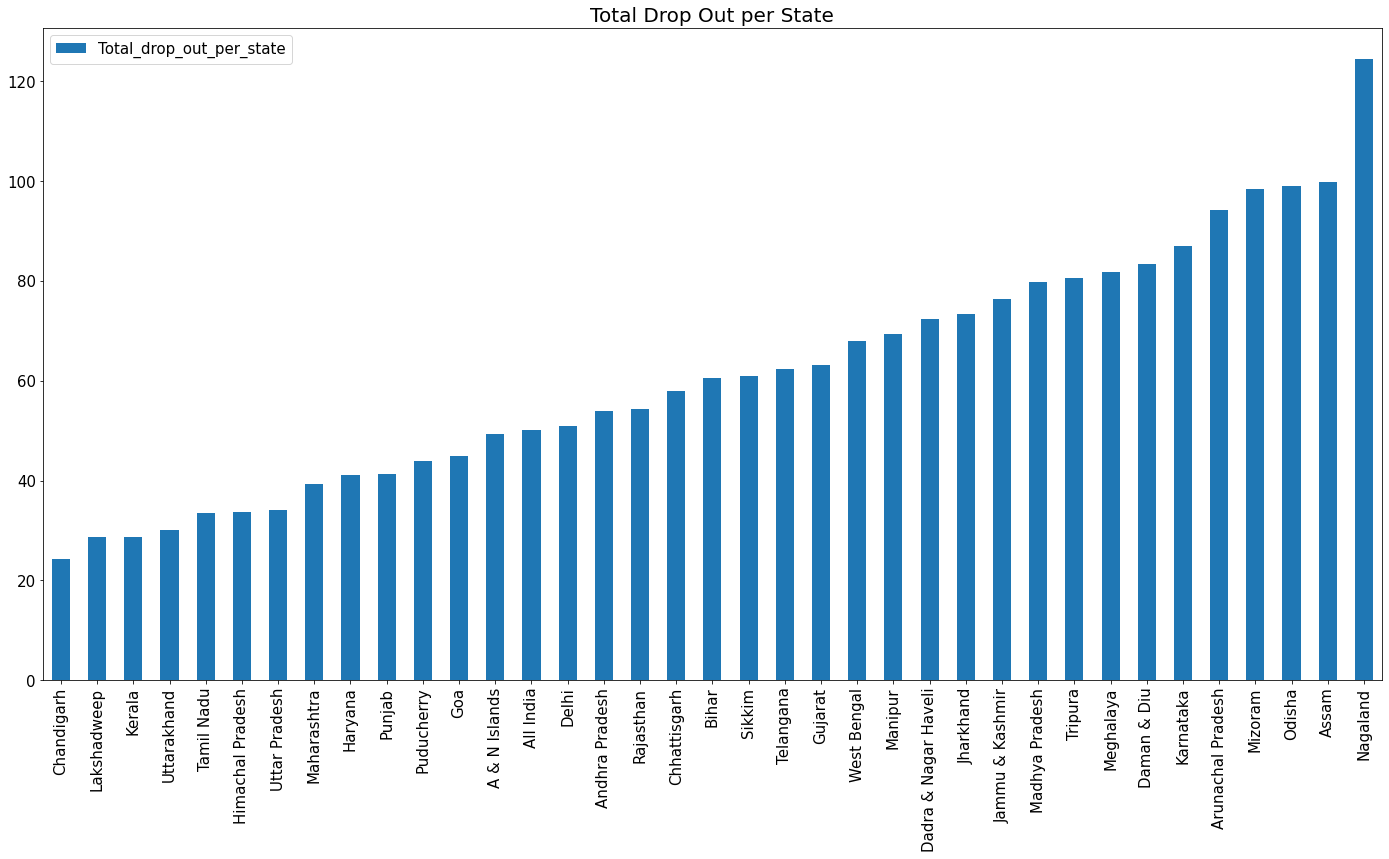 Total Drop Out per State
Total_drop_out_per_state
120
100
80
60
40
20
0
Chandigarh
Lakshadweep
Kerala
Uttarakhand
Tamil Nadu
Himachal Pradesh
Uttar Pradesh
Maharashtra
Haryana
Punjab
Puducherry
Goa
A & N Islands
All India
Delhi
Andhra Pradesh
Rajasthan
Chhattisgarh
Bihar
Sikkim
Telangana
Gujarat
West Bengal
Manipur
Dadra & Nagar Haveli
Jharkhand
Jammu & Kashmir
Madhya Pradesh
Tripura
Meghalaya
Daman & Diu
Karnataka
Arunachal Pradesh
Mizoram
Odisha
Assam
Nagaland